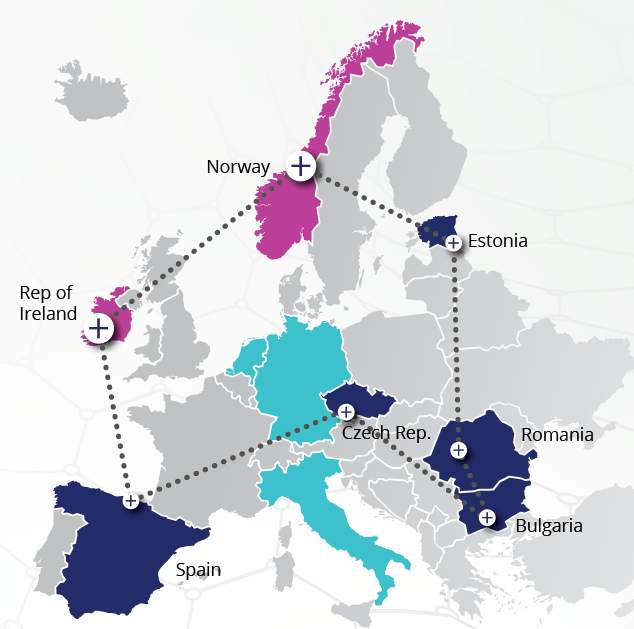 Norway
Estonia
Rep of
Ireland
Czech Rep.
Romania
Bulgaria
Spain